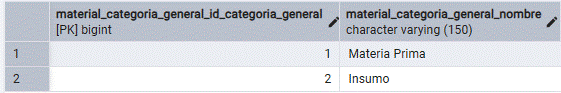 material_categoria_general_id_categoria_general
[PK] bigint
material_categoria_general_nombre
character varying (150)
1 1 Materia Prima
2 2 Insumo